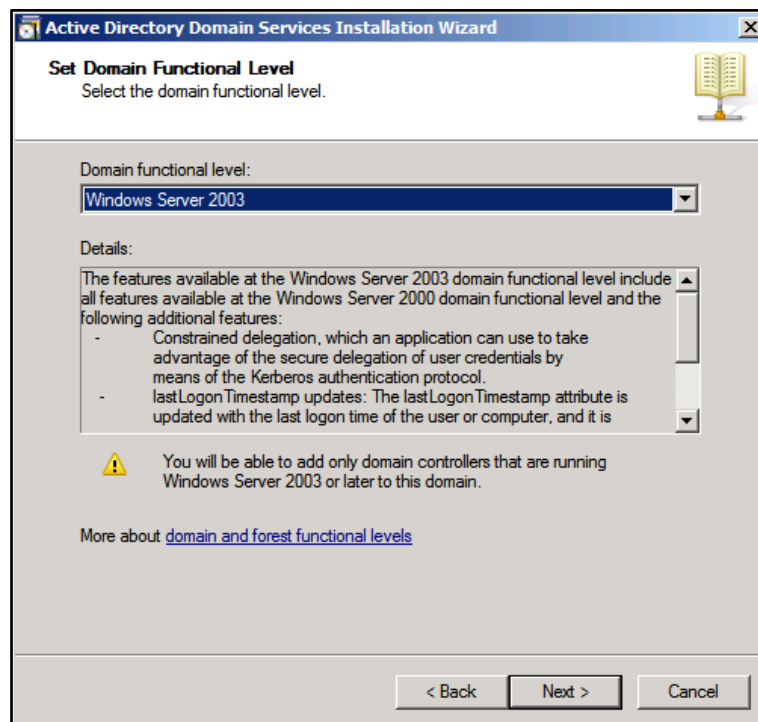 Active Directory Domain Services Installation Wizard
Set Domain Functional Level
Select the domain functional level.
Domain functional level:
Windows Server 2003
Details:
The features available at the Windows Server 2003 domain functional level include
all features available at the Windows Server 2000 domain functional level and the
following additional features:
- Constrained delegation, which an application can use to take
advantage of the secure delegation of user credentials by
means of the Kerberos authentication protocol.
- lastLogonTimestamp updates: The lastLogonTimestamp attribute is
updated with the last logon time of the user or computer, and it is
You will be able to add only domain controllers that are running
Windows Server 2003 or later to this domain.
More about domain and forest functional levels
< Back Next > Cancel